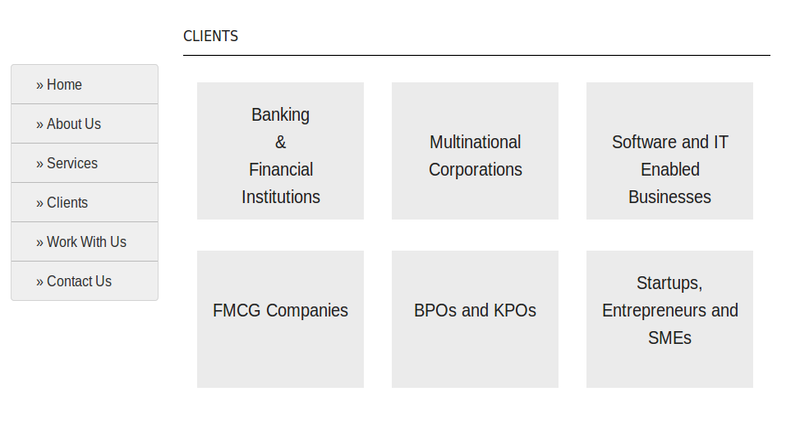 CLIENTS
» Home
» About Us
» Services
» Clients
» Work With Us
» Contact Us
Banking
&
Financial
Institutions
Multinational
Corporations
Software and IT
Enabled
Businesses
FMCG Companies
BPOs and KPOs
Startups,
Entrepreneurs and
SMEs